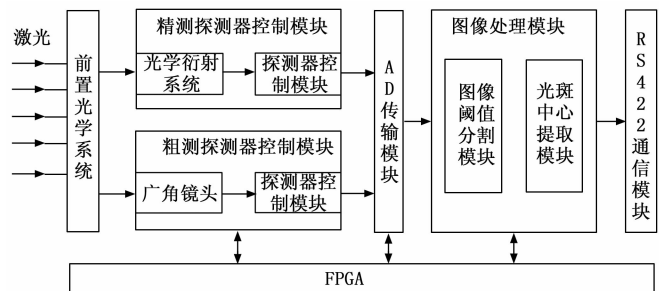 激光
前置光学系统
精测探测器控制模块
光学衍射
系统
探测器控
制模块
粗测探测器控制模块
广角镜头
探测器控
制模块
AD传输模块
图像处理模块
图像
阈值
分割
模块
光斑
中心
提取
模块
RS422通信模块
FPGA